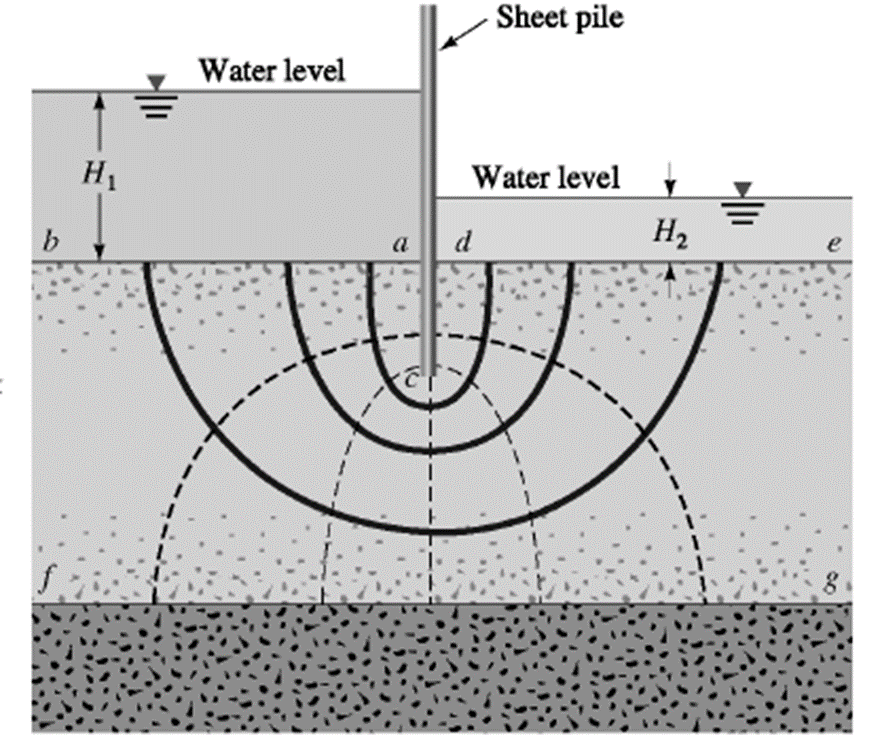 Sheet pile
Water level
H₁
Water level
H₂
b
a
d
e
c
f
g